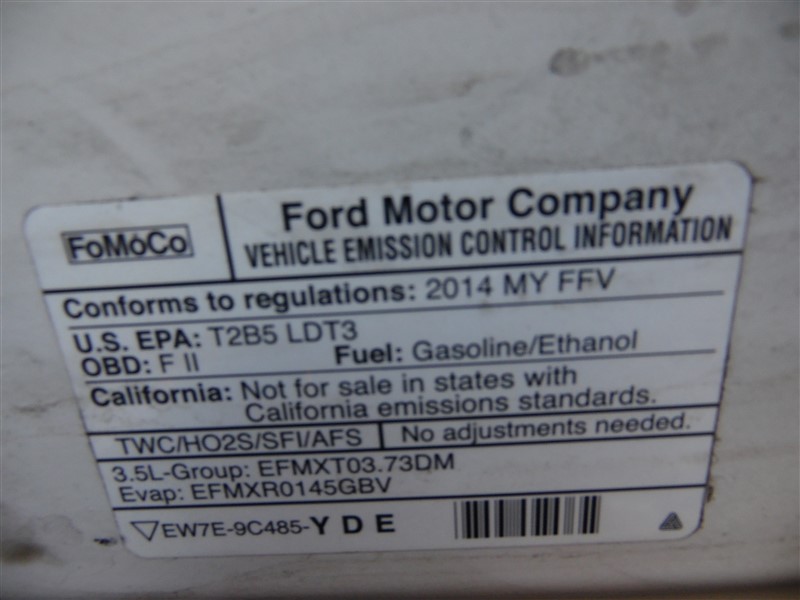 FoMoCo
Ford Motor Company
VEHICLE EMISSION CONTROL INFORMATION
Conforms to regulations: 2014 MY FFV
U.S. EPA: T2B5 LDT3
OBD: F II Fuel: Gasoline/Ethanol
California: Not for sale in states with
California emissions standards.
TWC/HO2S/SFI/AFS No adjustments needed.
3.5L-Group: EFMXT03.73DM
Evap: EFMXR0145GBV
EW7E-9C485-Y D E